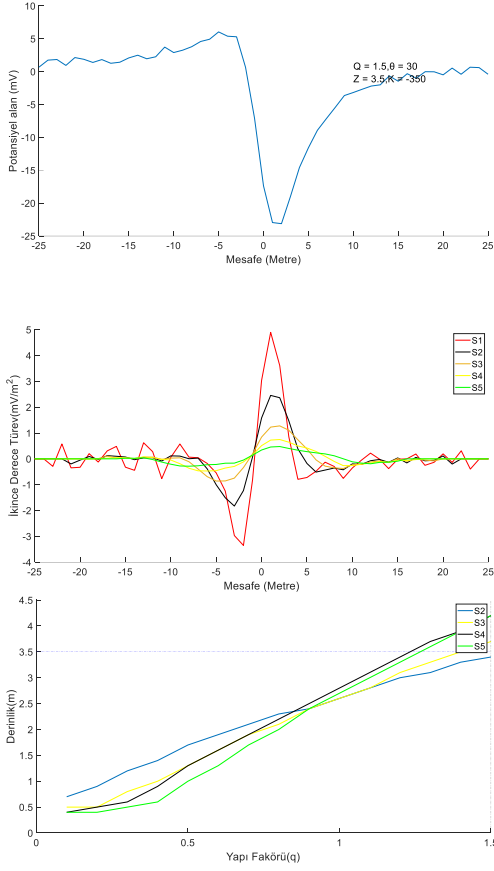 10
5
0
-5
-10
-15
-20
-25
Potansiyel alan (mV)
Q = 1.5,θ = 30
Z = 3.5,K = -350
-25 -20 -15 -10 -5 0 5 10 15 20 25
Mesafe (Metre)
5
4
3
2
1
0
-1
-2
-3
-4
İkince Derece Türev(mV/m²)
S1
S2
S3
S4
S5
-25 -20 -15 -10 -5 0 5 10 15 20 25
Mesafe (Metre)
4.5
4
3.5
3
2.5
2
1.5
1
0.5
0
Derinlik(m)
S2
S3
S4
S5
0 0.5 1 1.5
Yapı Fakörü(q)